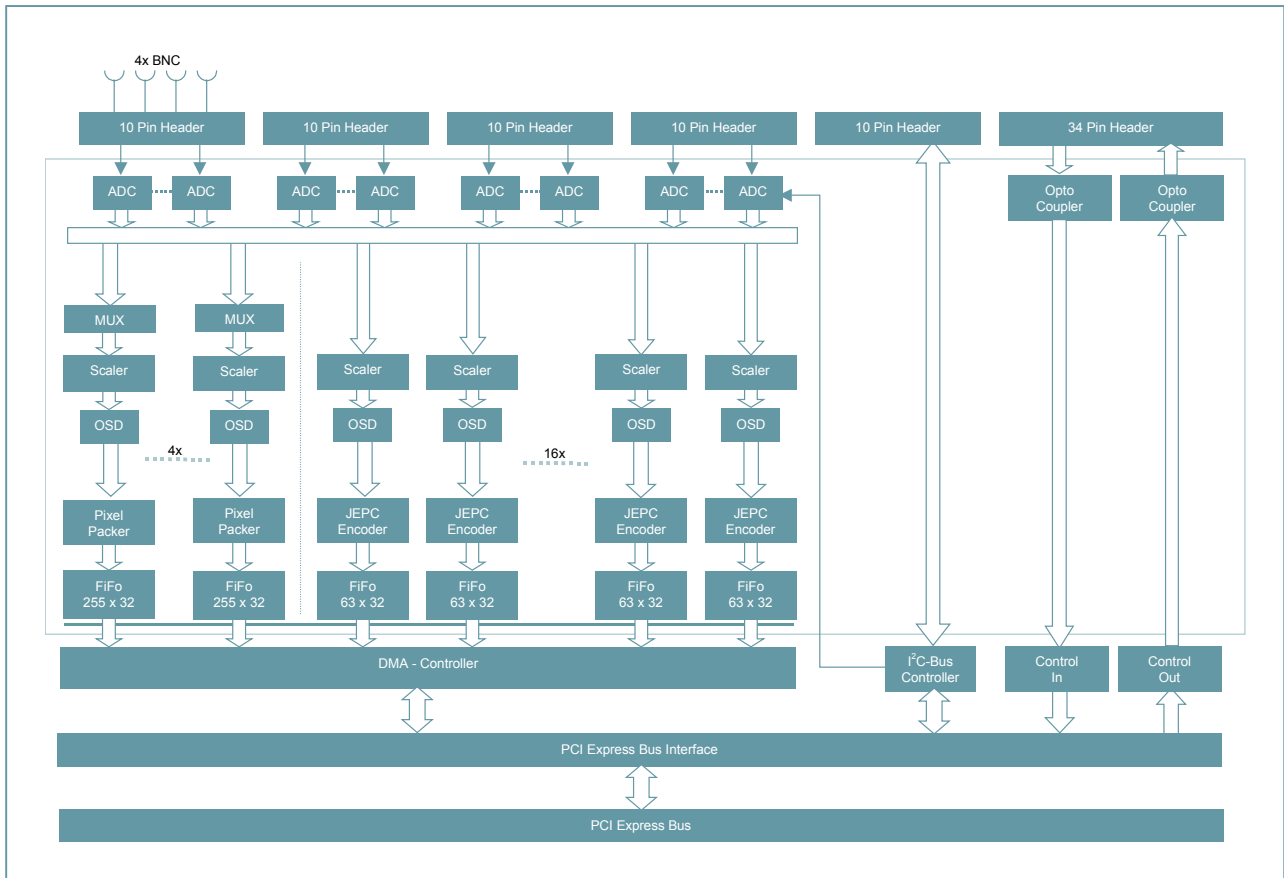 4x BNC
10 Pin Header
10 Pin Header
10 Pin Header
10 Pin Header
10 Pin Header
34 Pin Header
ADC
ADC
ADC
ADC
ADC
ADC
ADC
ADC
Opto
Coupler
Opto
Coupler
MUX
MUX
Scaler
Scaler
Scaler
Scaler
Scaler
Scaler
OSD
OSD
OSD
OSD
OSD
OSD
4x
16x
Pixel
Packer
Pixel
Packer
JEPC
Encoder
JEPC
Encoder
JEPC
Encoder
JEPC
Encoder
FiFo
255 x 32
FiFo
255 x 32
FiFo
63 x 32
FiFo
63 x 32
FiFo
63 x 32
FiFo
63 x 32
DMA - Controller
I²C-Bus
Controller
Control
In
Control
Out
PCI Express Bus Interface
PCI Express Bus